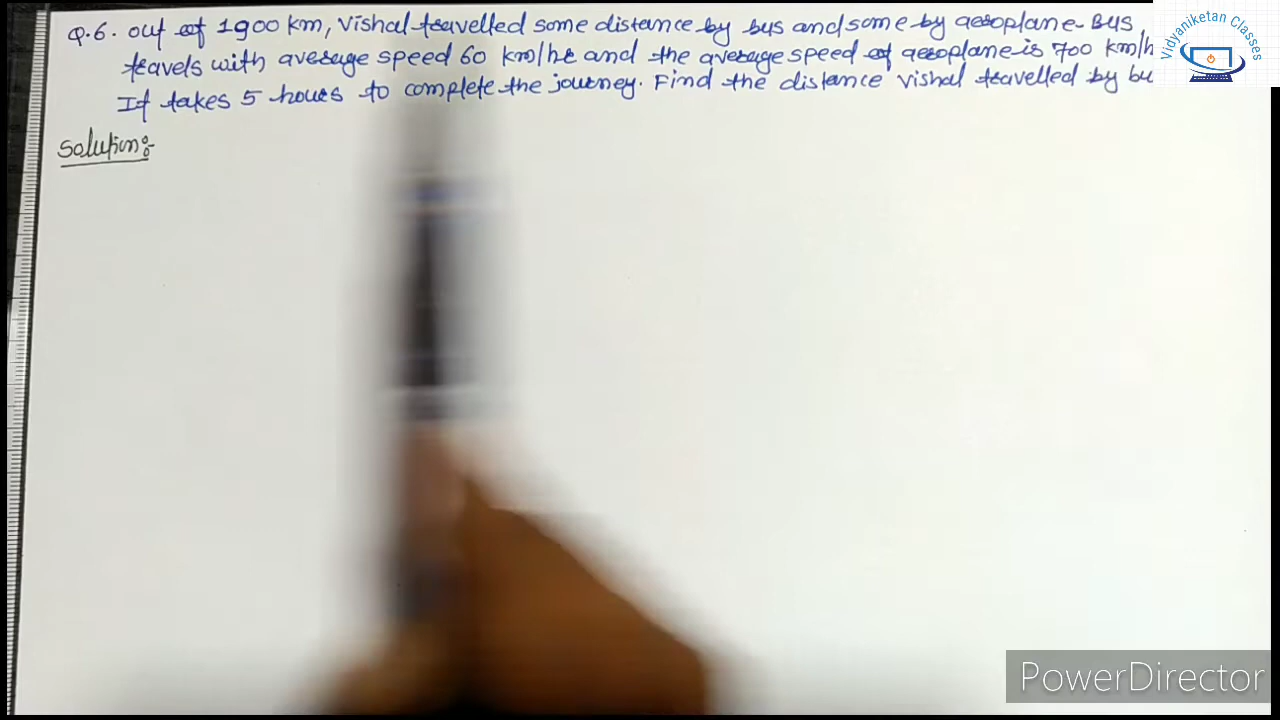 Q.6. Out of 1900 km, Vishal travelled some distance by bus and some by aeroplane. Bus
travels with average speed 60 km/hr and the average speed of aeroplane is 700 km/h
It takes 5 hours to complete the journey. Find the distance Vishal travelled by bu
Solution:-
Vidyaniketan Classes
PowerDirector